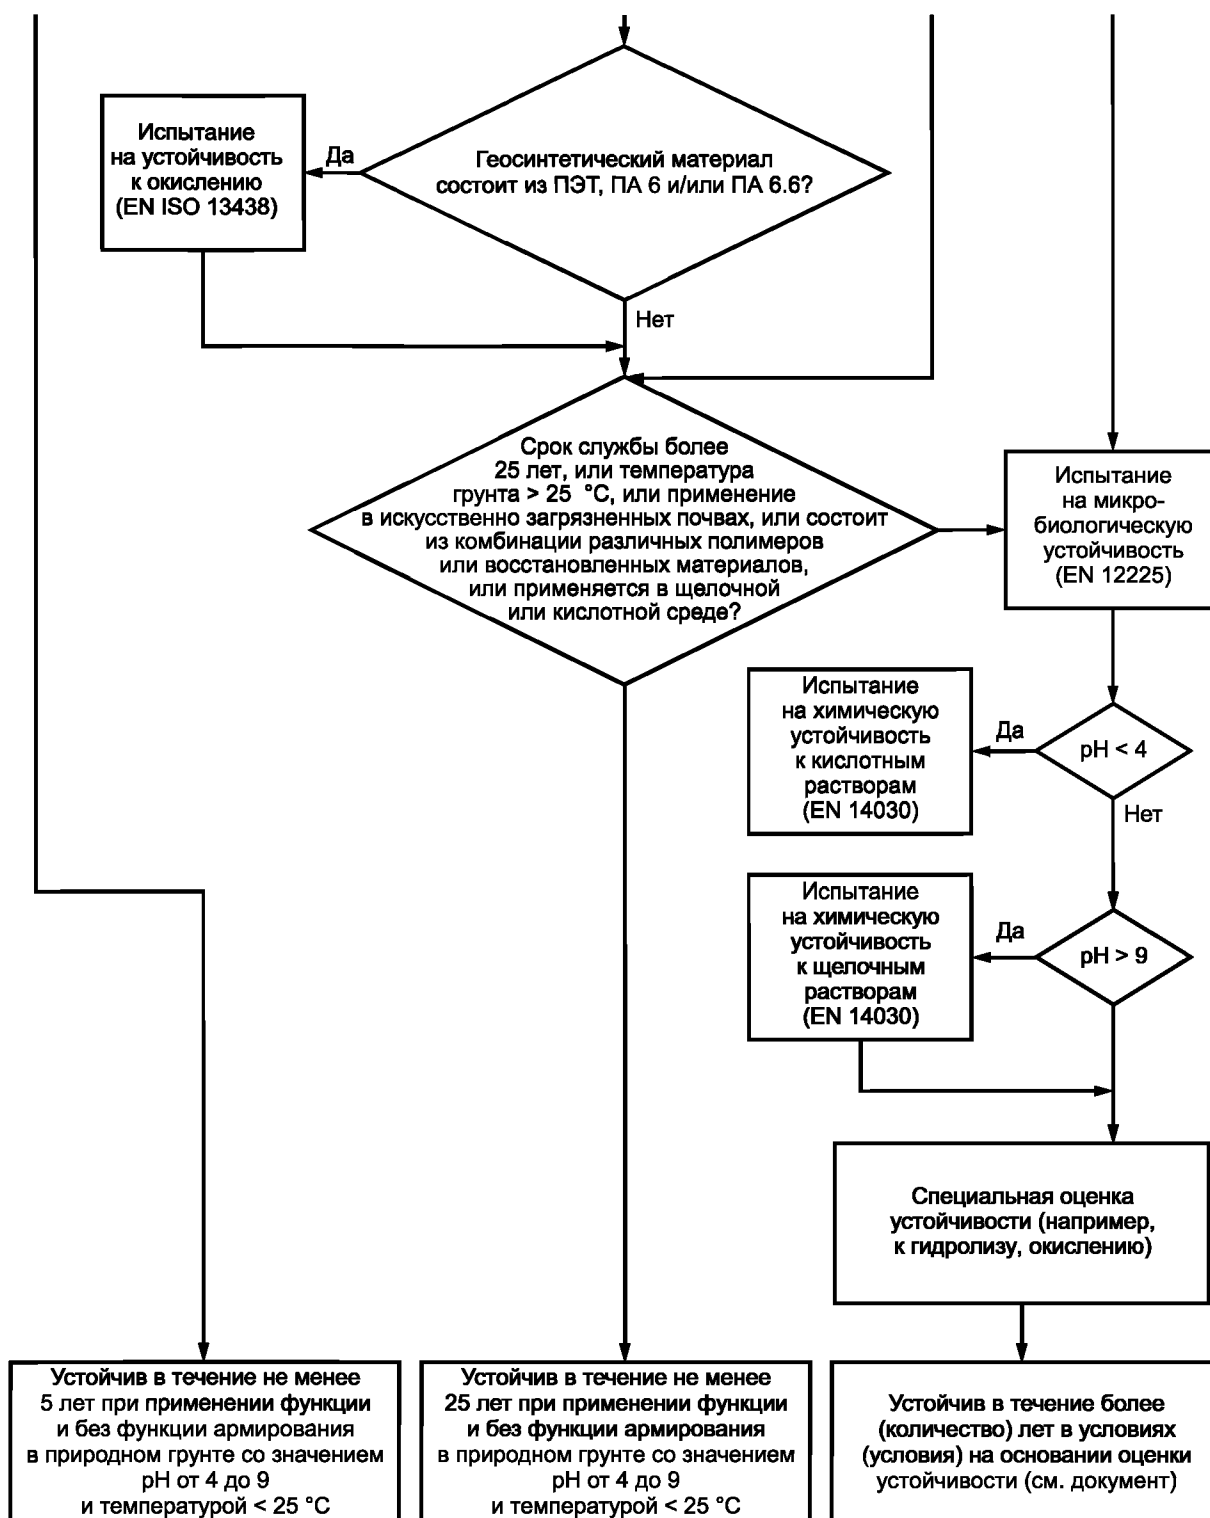 Испытание
на устойчивость
к окислению
(EN ISO 13438)
Да
Геосинтетический материал
состоит из ПЭТ, ПА 6 и/или ПА 6.6?
Нет
Срок службы более
25 лет, или температура
грунта > 25 °C, или применение
в искусственно загрязненных почвах, или состоит
из комбинации различных полимеров
или восстановленных материалов,
или применяется в щелочной
или кислотной среде?
Испытание
на микро-
биологическую
устойчивость
(EN 12225)
Испытание
на химическую
устойчивость
к кислотным
растворам
(EN 14030)
Да
pH < 4
Нет
Испытание
на химическую
устойчивость
к щелочным
растворам
(EN 14030)
Да
pH > 9
Специальная оценка
устойчивости (например,
к гидролизу, окислению)
Устойчив в течение не менее
5 лет при применении функции
и без функции армирования
в природном грунте со значением
pH от 4 до 9
и температурой < 25 °C
Устойчив в течение не менее
25 лет при применении функции
и без функции армирования
в природном грунте со значением
pH от 4 до 9
и температурой < 25 °C
Устойчив в течение более
(количество) лет в условиях
(условия) на основании оценки
устойчивости (см. документ)